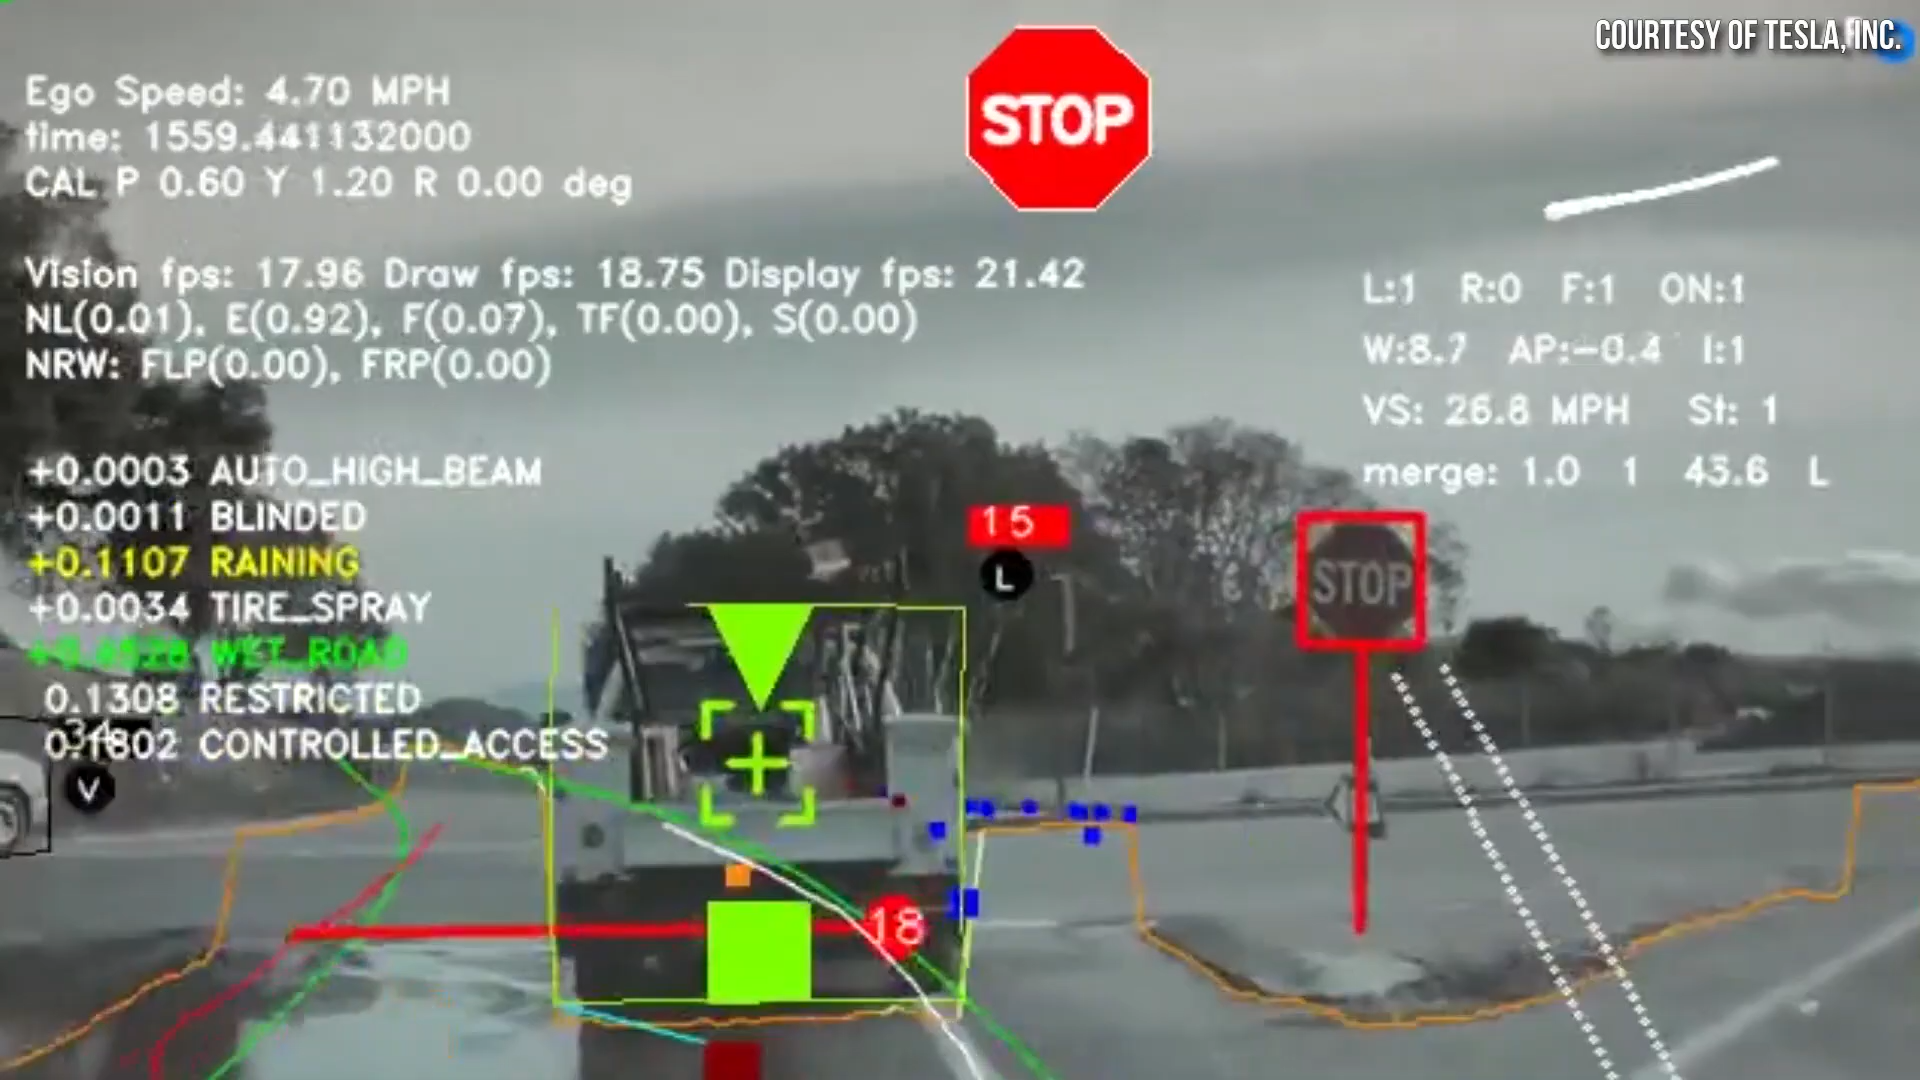 COURTESY OF TESLA, INC.
STOP
Ego Speed: 4.70 MPH
time: 1559.441132000
CAL P 0.60 Y 1.20 R 0.00 deg
Vision fps: 17.96 Draw fps: 18.75 Display fps: 21.42
NL(0.01), E(0.92), F(0.07), TF(0.00), S(0.00)
NRW: FLP(0.00), FRP(0.00)
L:1 R:0 F:1 ON:1
W:8.7 AP:-0.4 I:1
VS: 26.8 MPH St: 1
merge: 1.0 1 43.6 L
+0.0003 AUTO_HIGH_BEAM
+0.0011 BLINDED
+0.1107 RAINING
+0.0034 TIRE_SPRAY
WET_ROAD
0.1308 RESTRICTED
0.1802 CONTROLLED_ACCESS
34
V
15
L
STOP
18